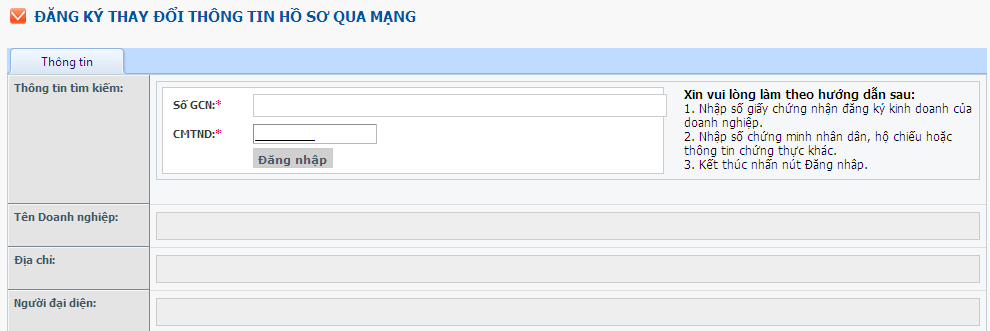 ĐĂNG KÝ THAY ĐỔI THÔNG TIN HỒ SƠ QUA MẠNG
Thông tin
Thông tin tìm kiếm:
Số GCN:*
CMTND:*
Đăng nhập
Xin vui lòng làm theo hướng dẫn sau:
1. Nhập số giấy chứng nhận đăng ký kinh doanh của
doanh nghiệp.
2. Nhập số chứng minh nhân dân, hộ chiếu hoặc
thông tin chứng thực khác.
3. Kết thúc nhấn nút Đăng nhâp.
Tên Doanh nghiệp:
Địa chỉ:
Người đại diện: